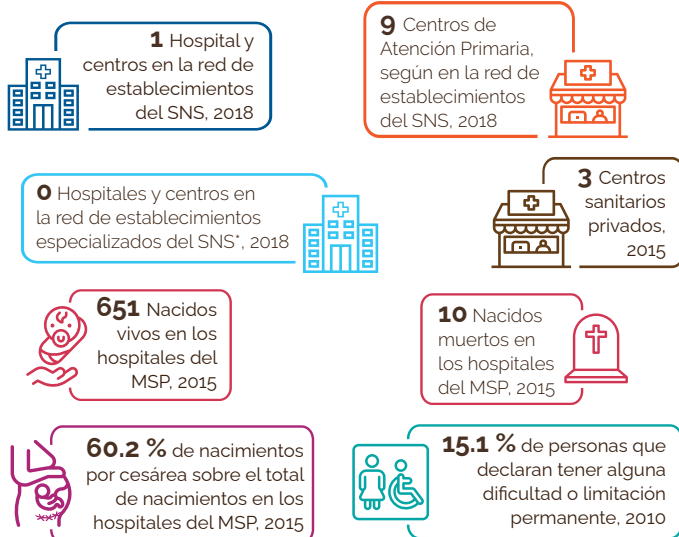 1 Hospital y
centros en la red de
establecimientos
del SNS, 2018
9 Centros de
Atención Primaria,
según en la red de
establecimientos
del SNS, 2018
0 Hospitales y centros en
la red de establecimientos
especializados del SNS*, 2018
3 Centros
sanitarios
privados,
2015
651 Nacidos
vivos en los
hospitales del
MSP, 2015
10 Nacidos
muertos en
los hospitales
del MSP, 2015
60.2 % de nacimientos
por cesárea sobre el total
de nacimientos en los
hospitales del MSP, 2015
15.1 % de personas que
declaran tener alguna
dificultad o limitación
permanente, 2010